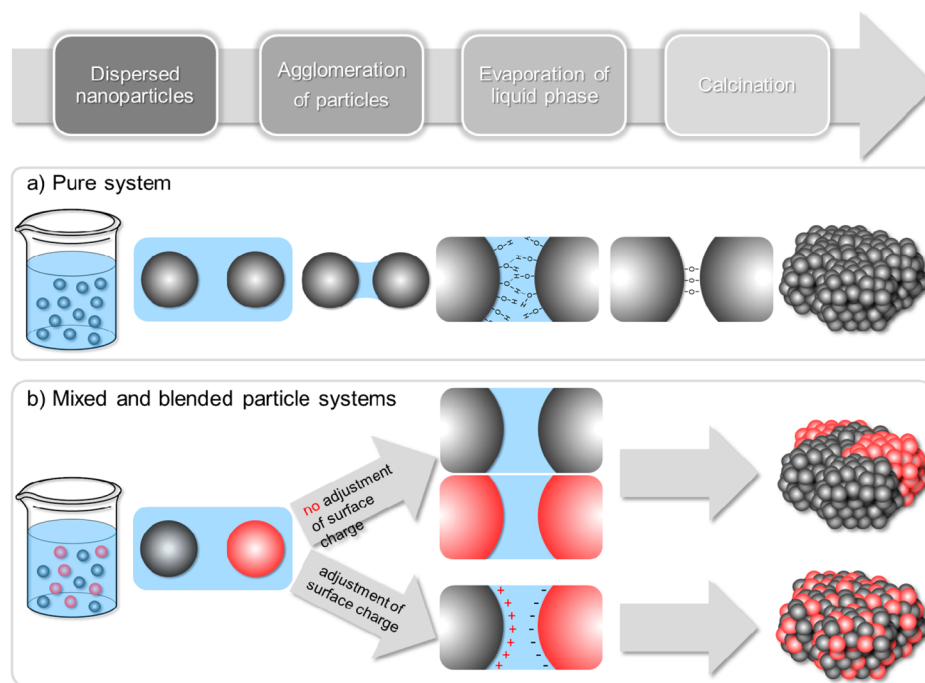 Dispersed
nanoparticles
Agglomeration
of particles
Evaporation of
liquid phase
Calcination
a) Pure system
b) Mixed and blended particle systems
no adjustment
of surface
charge
adjustment of
surface charge